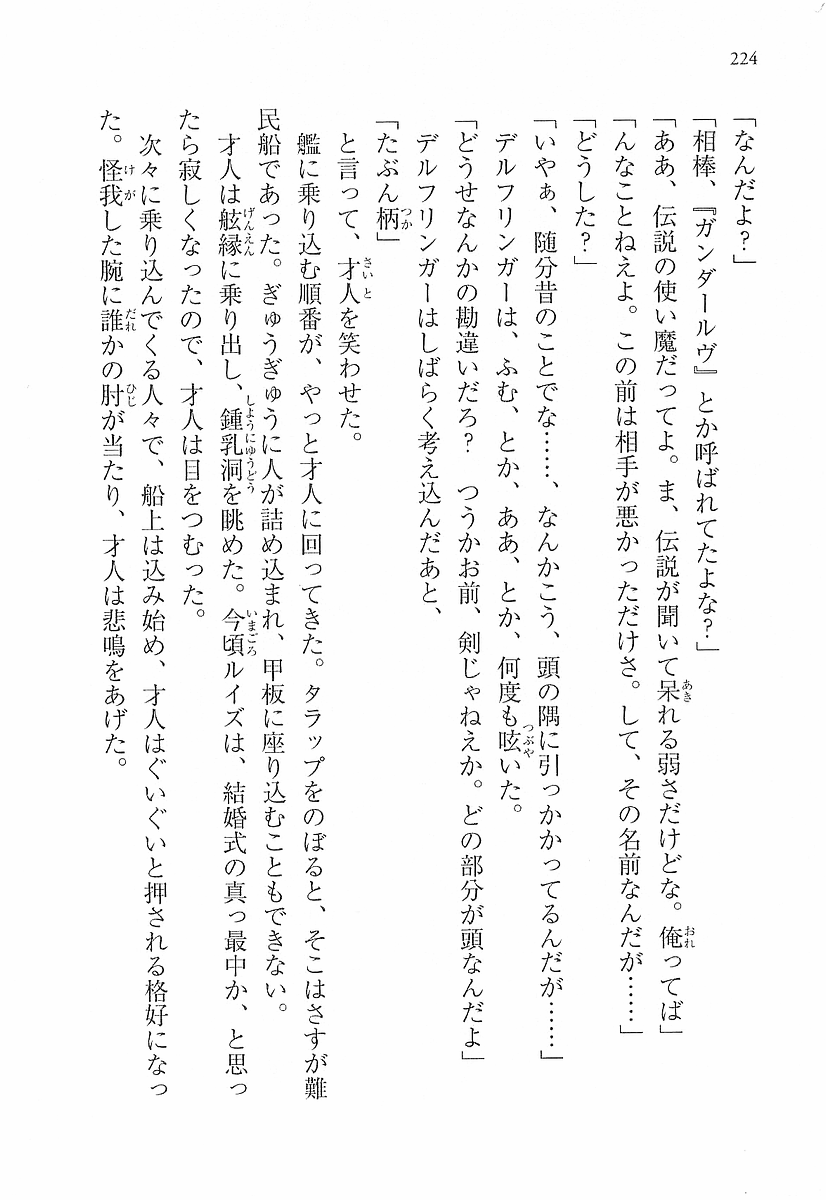 224
「なんだよ？」
「相棒、『ガンダールヴ』とか呼ばれてたよな？」
「ああ、伝説の使い魔だってよ。ま、伝説が聞いて呆れる弱さだけどな。俺ってば」
「んなことねえよ。この前は相手が悪かっただけさ。して、その名前なんだが……」
「どうした？」
「いやぁ、随分昔のことでな……、なんかこう、頭の隅に引っかかってるんだが……」
デルフリンガーは、ふむ、とか、ああ、とか、何度も呟いた。
「どうせなんかの勘違いだろ？　つうかお前、剣じゃねえか。どの部分が頭なんだよ」
デルフリンガーはしばらく考え込んだあと、
「たぶん柄」
と言って、才人を笑わせた。
艦に乗り込む順番が、やっと才人に回ってきた。タラップをのぼると、そこはさすが難
民船であった。ぎゅうぎゅうに人が詰め込まれ、甲板に座り込むこともできない。
才人は舷縁に乗り出し、鍾乳洞を眺めた。今頃ルイズは、結婚式の真っ最中か、と思っ
たら寂しくなったので、才人は目をつむった。
次々に乗り込んでくる人々で、船上は込み始め、才人はぐいぐいと押される格好になっ
た。怪我した腕に誰かの肘が当たり、才人は悲鳴をあげた。